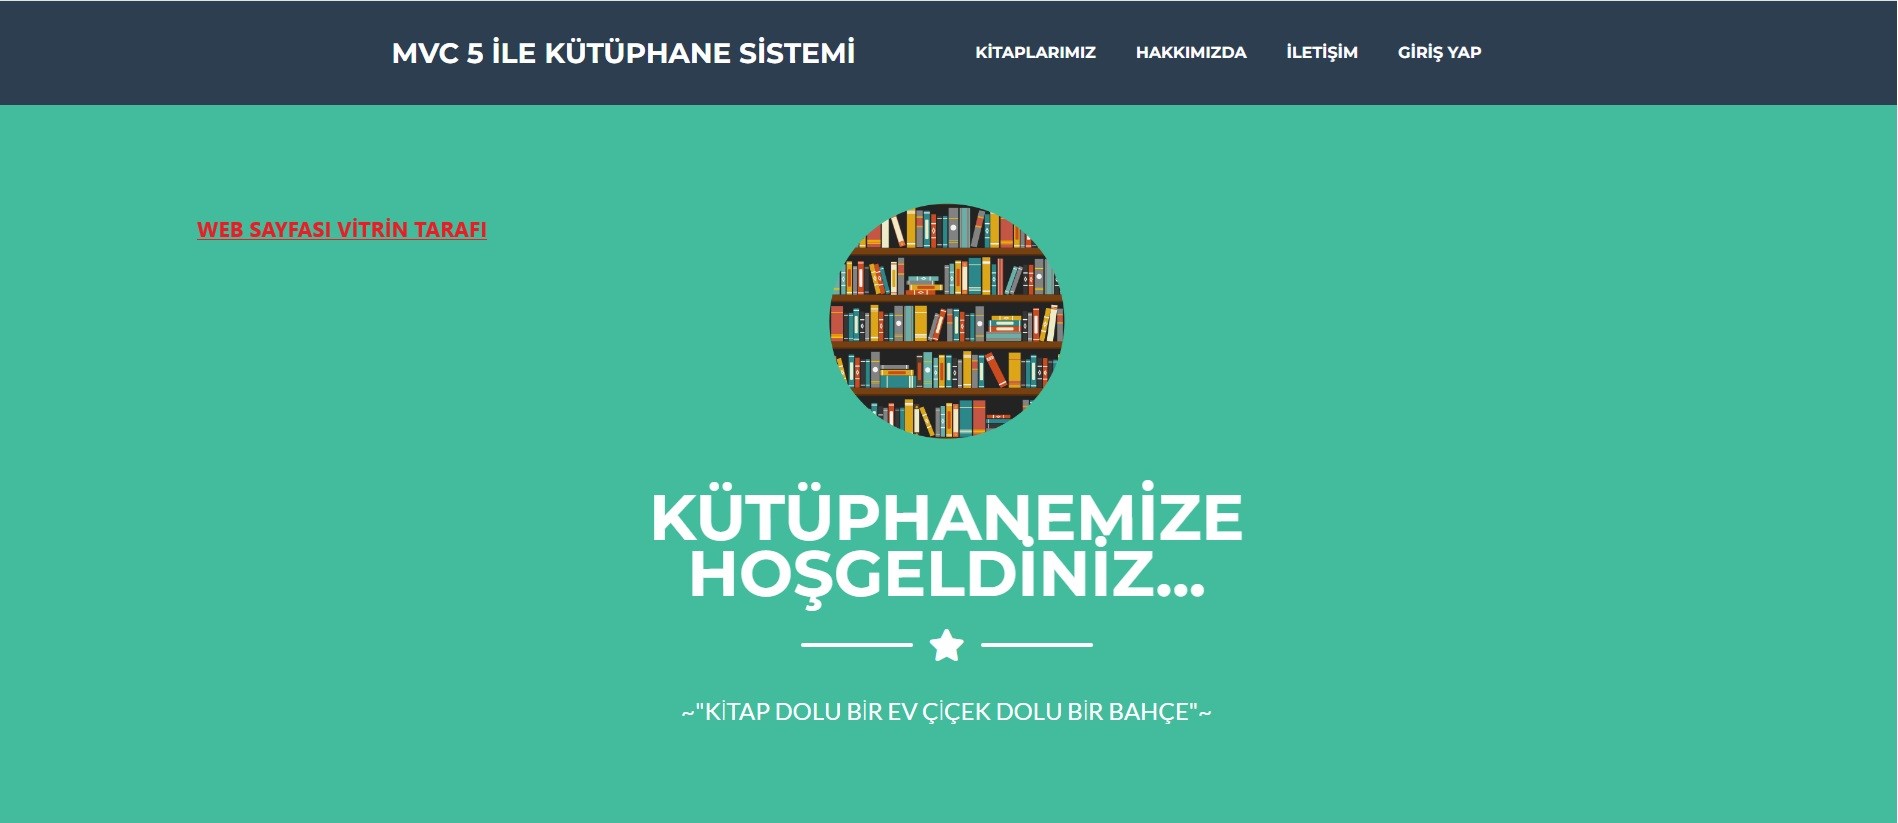 MVC 5 İLE KÜTÜPHANE SİSTEMİ
KİTAPLARIMIZ
HAKKIMIZDA
İLETİŞİM
GİRİŞ YAP
WEB SAYFASI VİTRİN TARAFI
KÜTÜPHANEMİZE
HOŞGELDİNİZ...
~"KİTAP DOLU BİR EV ÇİÇEK DOLU BİR BAHÇE"~